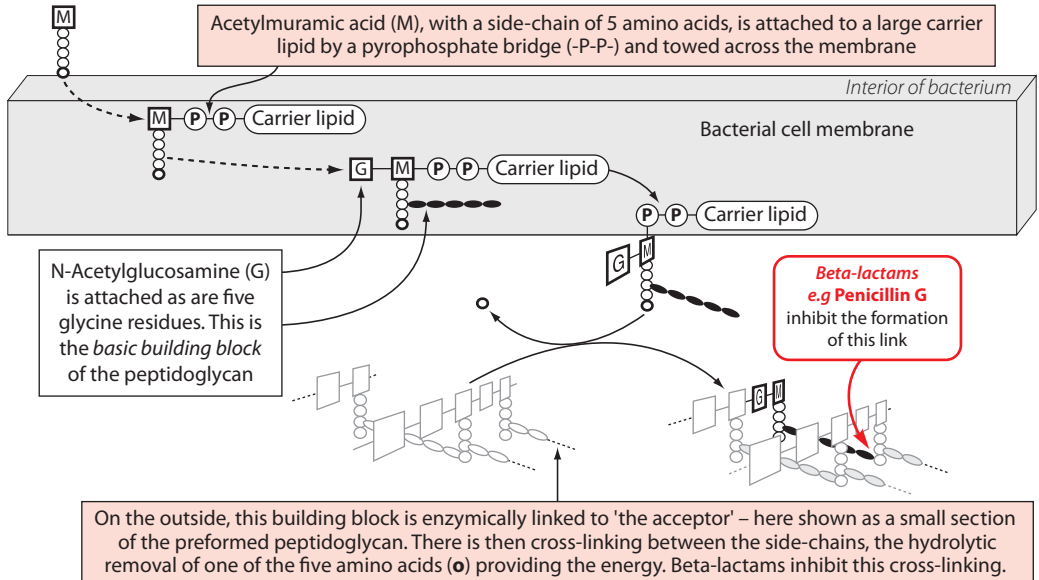 M
Acetylmuramic acid (M), with a side-chain of 5 amino acids, is attached to a large carrier
lipid by a pyrophosphate bridge (-P-P-) and towed across the membrane
Interior of bacterium
M P P Carrier lipid
Bacterial cell membrane
G M P P Carrier lipid
P P Carrier lipid
G M
N-Acetylglucosamine (G)
is attached as are five
glycine residues. This is
the basic building block
of the peptidoglycan
Beta-lactams
e.g Penicillin G
inhibit the formation
of this link
G M
On the outside, this building block is enzymically linked to 'the acceptor' – here shown as a small section
of the preformed peptidoglycan. There is then cross-linking between the side-chains, the hydrolytic
removal of one of the five amino acids (o) providing the energy. Beta-lactams inhibit this cross-linking.